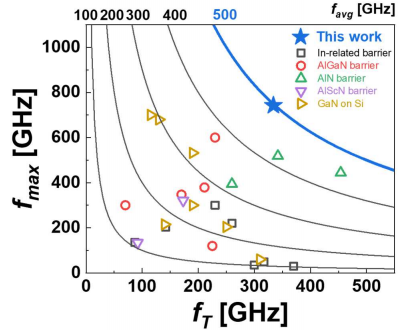 100 200 300 400 500 f_avg
1000
800
600
400
200
0
f_max [GHz]
This work
In-related barrier
AlGaN barrier
AlN barrier
AlScN barrier
GaN on Si
0 100 200 300 400 500
f_T [GHz]